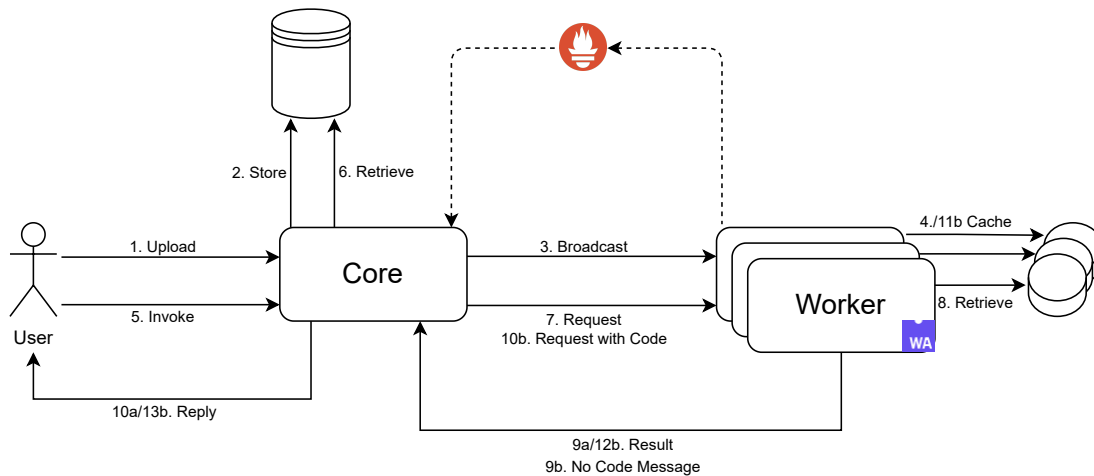 2. Store
6. Retrieve
1. Upload
Core
3. Broadcast
4./11b Cache
5. Invoke
7. Request
10b. Request with Code
Worker
8. Retrieve
WA
User
10a/13b. Reply
9a/12b. Result
9b. No Code Message